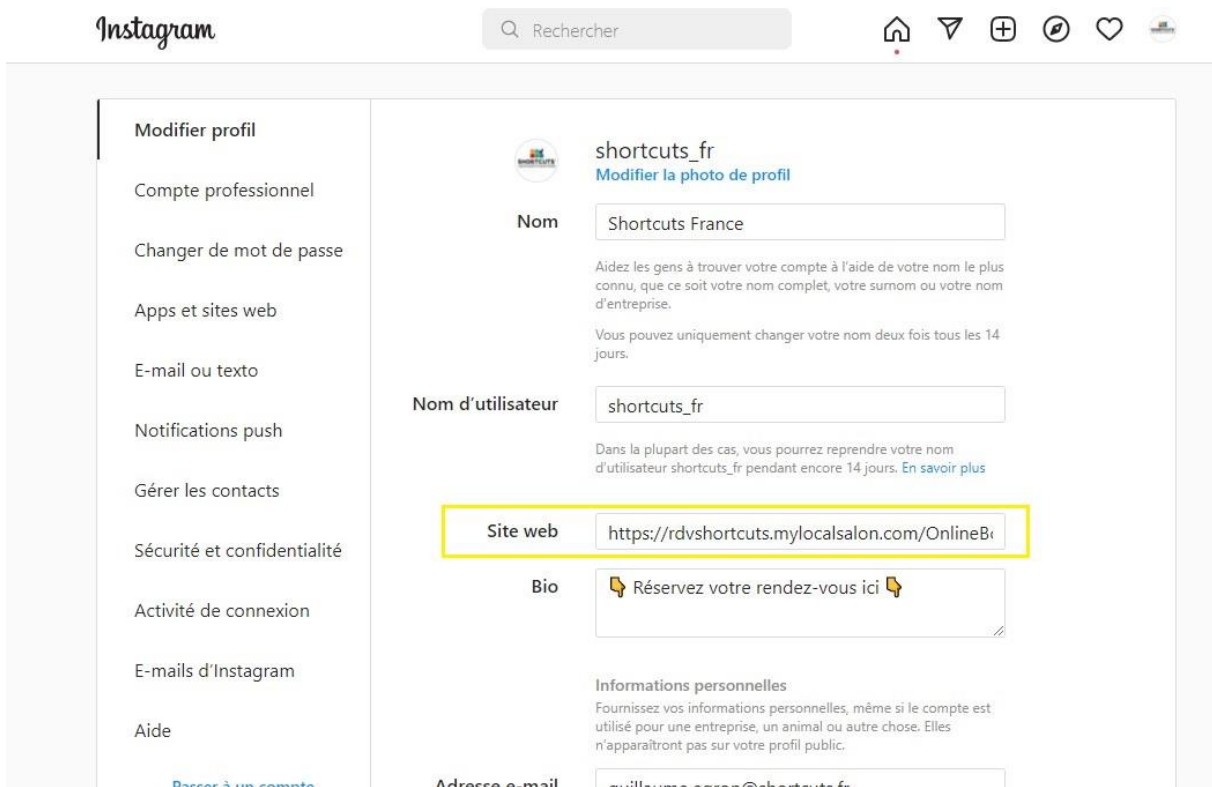 Instagram
Rechercher
Modifier profil
Compte professionnel
Changer de mot de passe
Apps et sites web
E-mail ou texto
Notifications push
Gérer les contacts
Sécurité et confidentialité
Activité de connexion
E-mails d'Instagram
Aide
Passer à un compte
SHORTCUTS
shortcuts_fr
Modifier la photo de profil
Nom
Shortcuts France
Aidez les gens à trouver votre compte à l'aide de votre nom le plus
connu, que ce soit votre nom complet, votre surnom ou votre nom
d'entreprise.
Vous pouvez uniquement changer votre nom deux fois tous les 14
jours.
Nom d'utilisateur
shortcuts_fr
Dans la plupart des cas, vous pourrez reprendre votre nom
d'utilisateur shortcuts_fr pendant encore 14 jours. En savoir plus
Site web
https://rdvshortcuts.mylocalsalon.com/OnlineBo
Bio
👇 Réservez votre rendez-vous ici 👇
Informations personnelles
Fournissez vos informations personnelles, même si le compte est
utilisé pour une entreprise, un animal ou autre chose. Elles
n'apparaîtront pas sur votre profil public.
Adresse e-mail